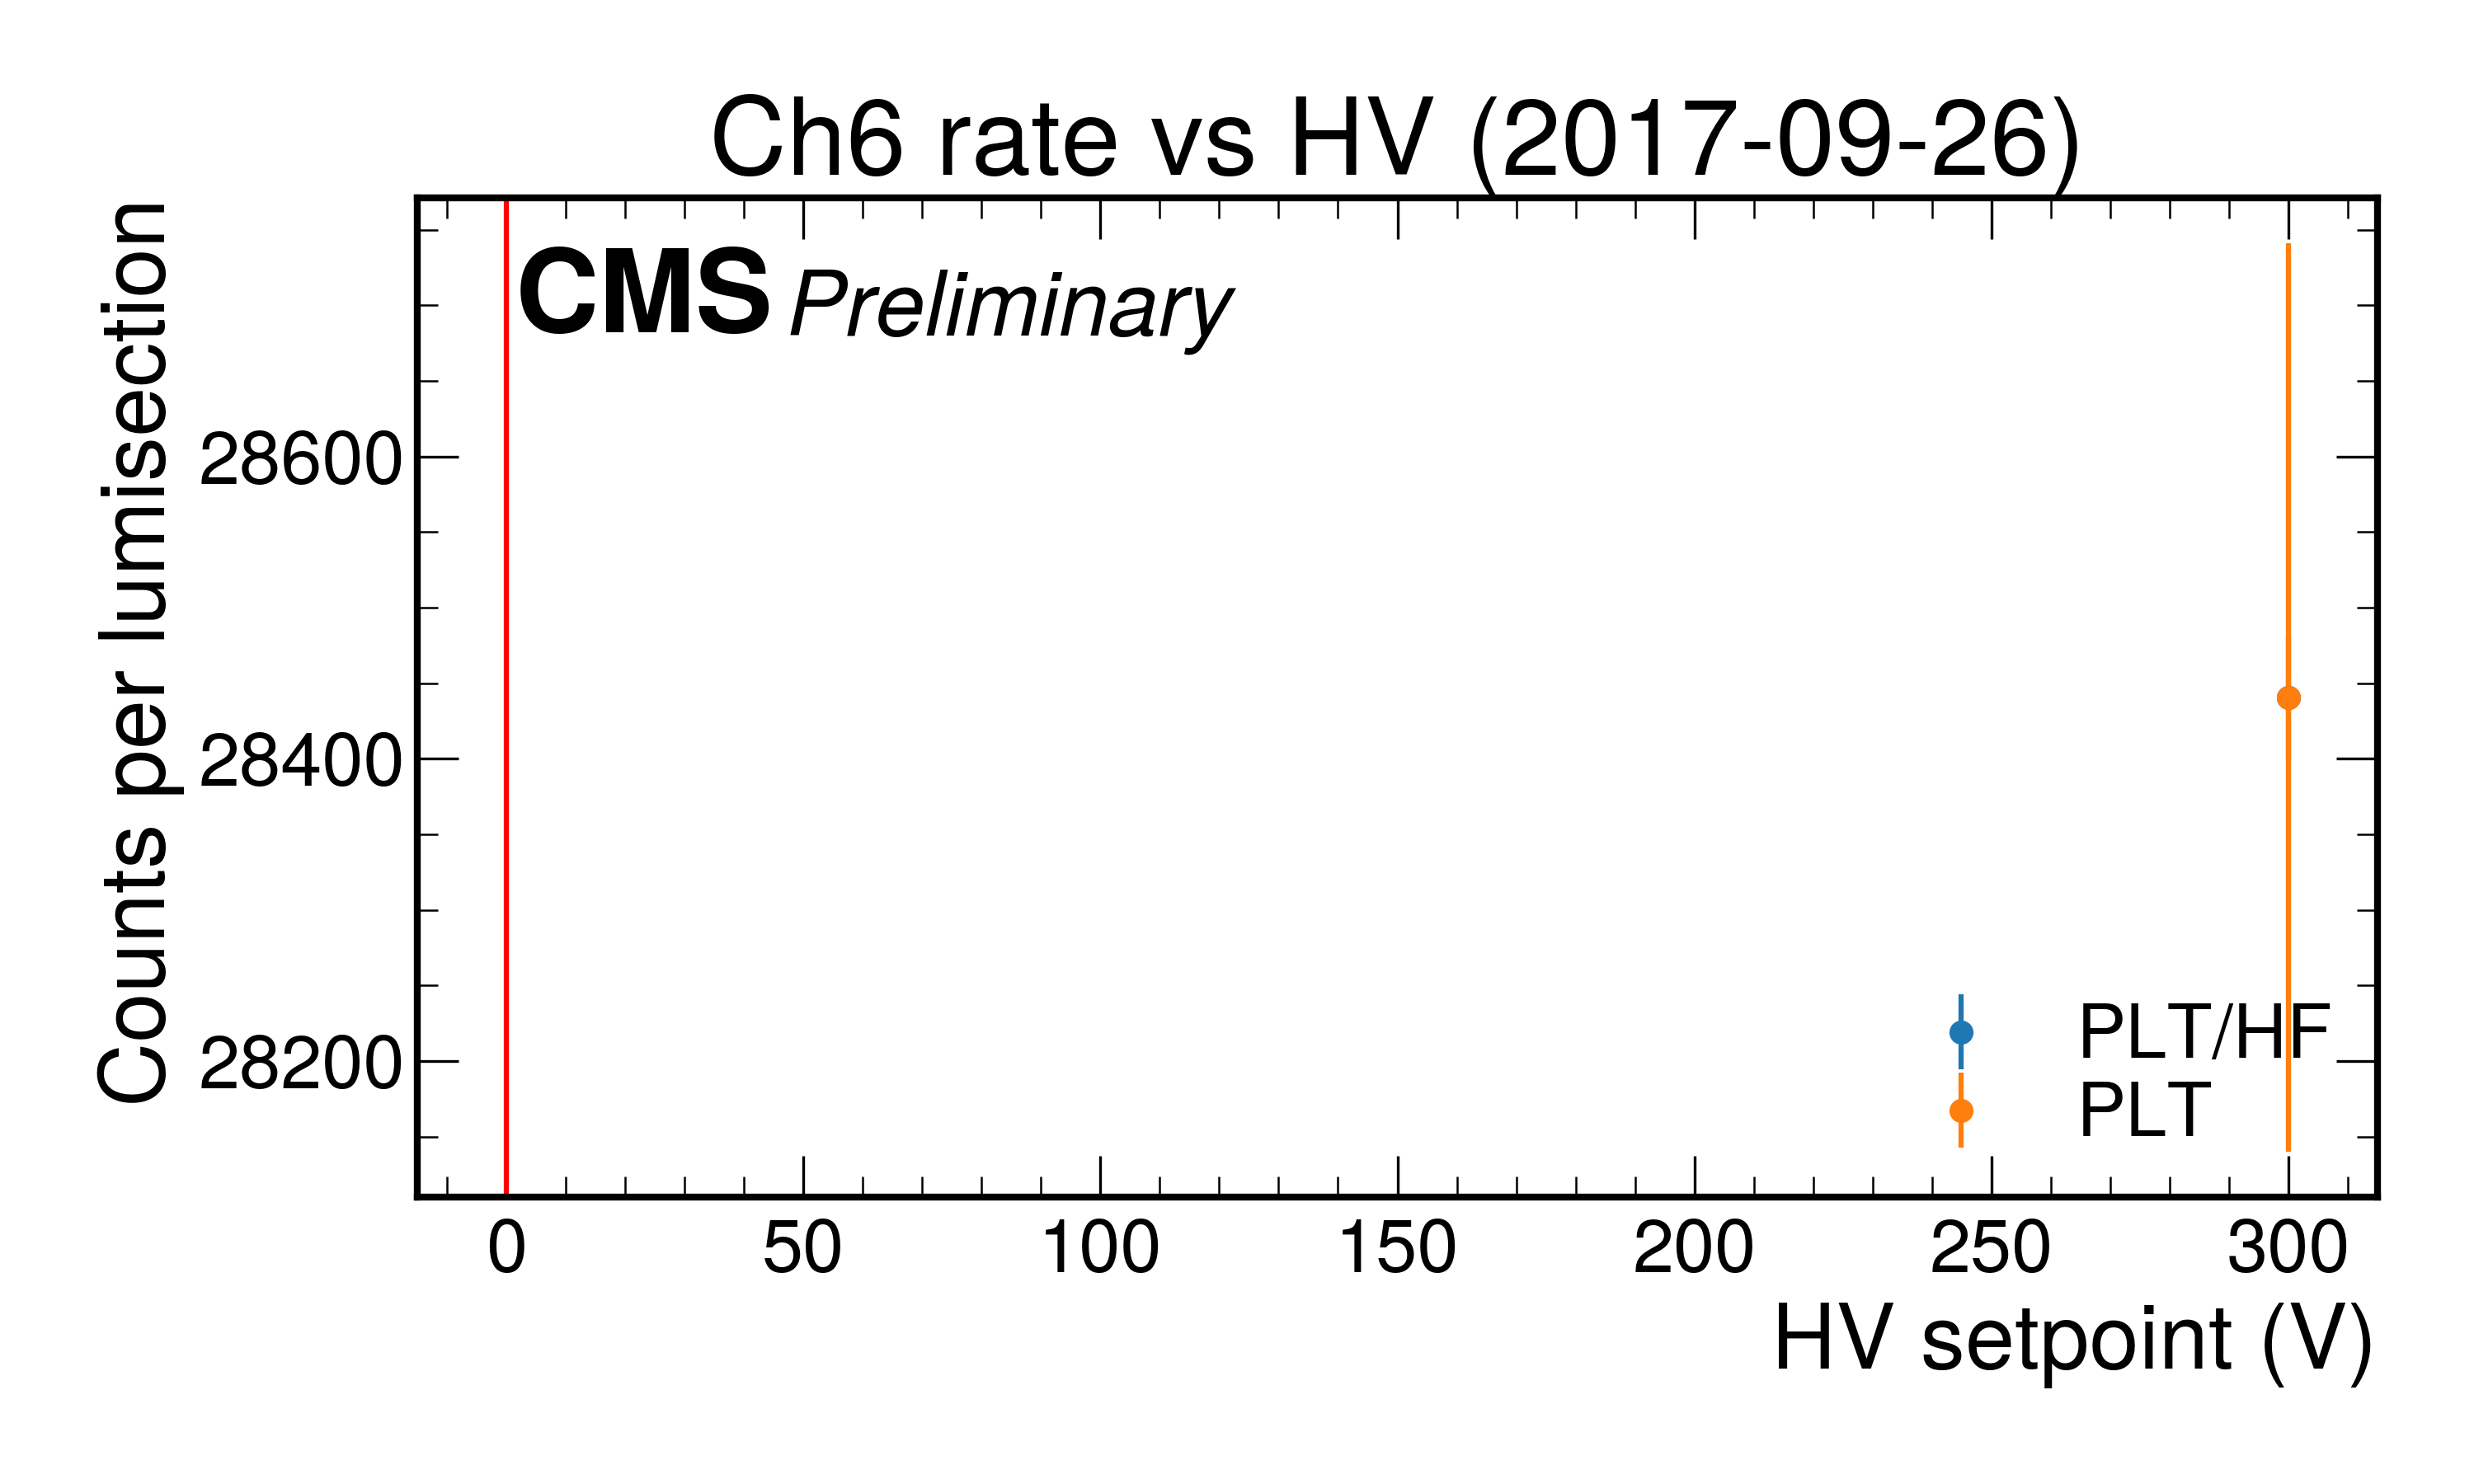 Ch6 rate vs HV (2017-09-26)
CMS Preliminary
Counts per lumisection
28600
28400
28200
PLT/HF
PLT
0 50 100 150 200 250 300
HV setpoint (V)